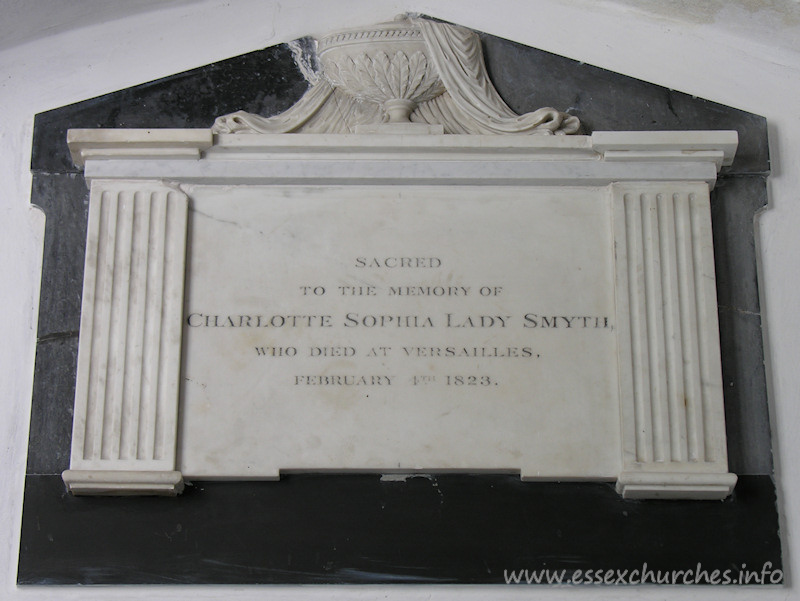 SACRED
TO THE MEMORY OF
CHARLOTTE SOPHIA LADY SMYTH,
WHO DIED AT VERSAILLES,
FEBRUARY 4TH 1823.
www.essexchurches.info